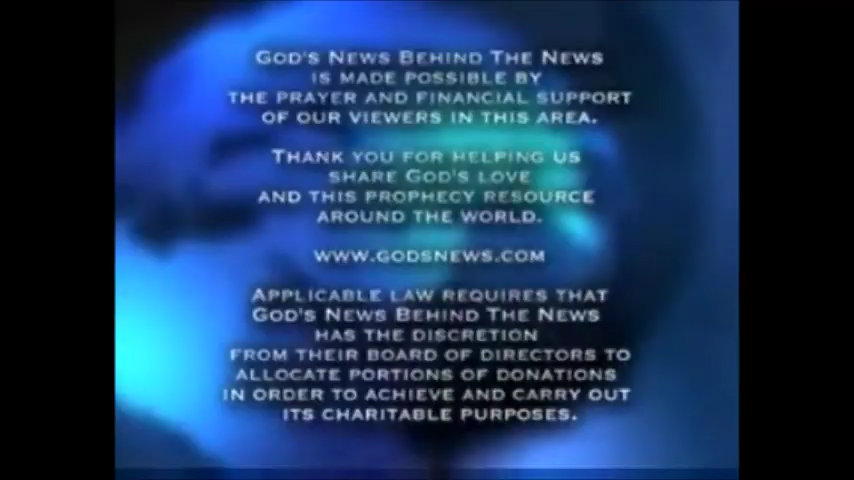 God's News Behind The News
is made possible by
the prayer and financial support
of our viewers in this area.
Thank you for helping us
share God's love
and this prophecy resource
around the world.
www.godsnews.com
Applicable law requires that
God's News Behind The News
has the discretion
from their board of directors to
allocate portions of donations
in order to achieve and carry out
its charitable purposes.